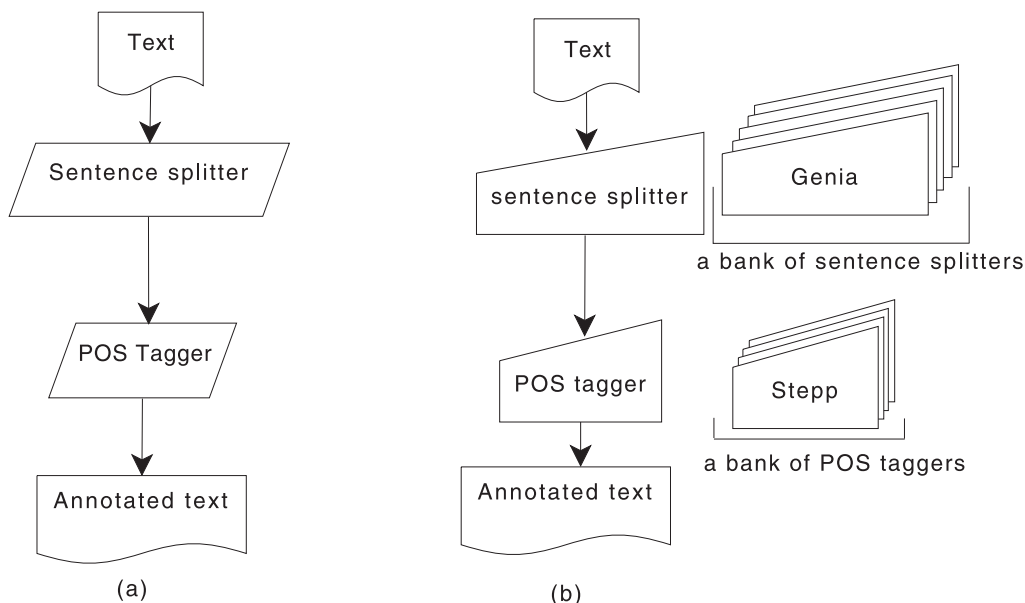 Text
Sentence splitter
POS Tagger
Annotated text
(a)
Text
sentence splitter
Genia
a bank of sentence splitters
POS tagger
Stepp
a bank of POS taggers
Annotated text
(b)